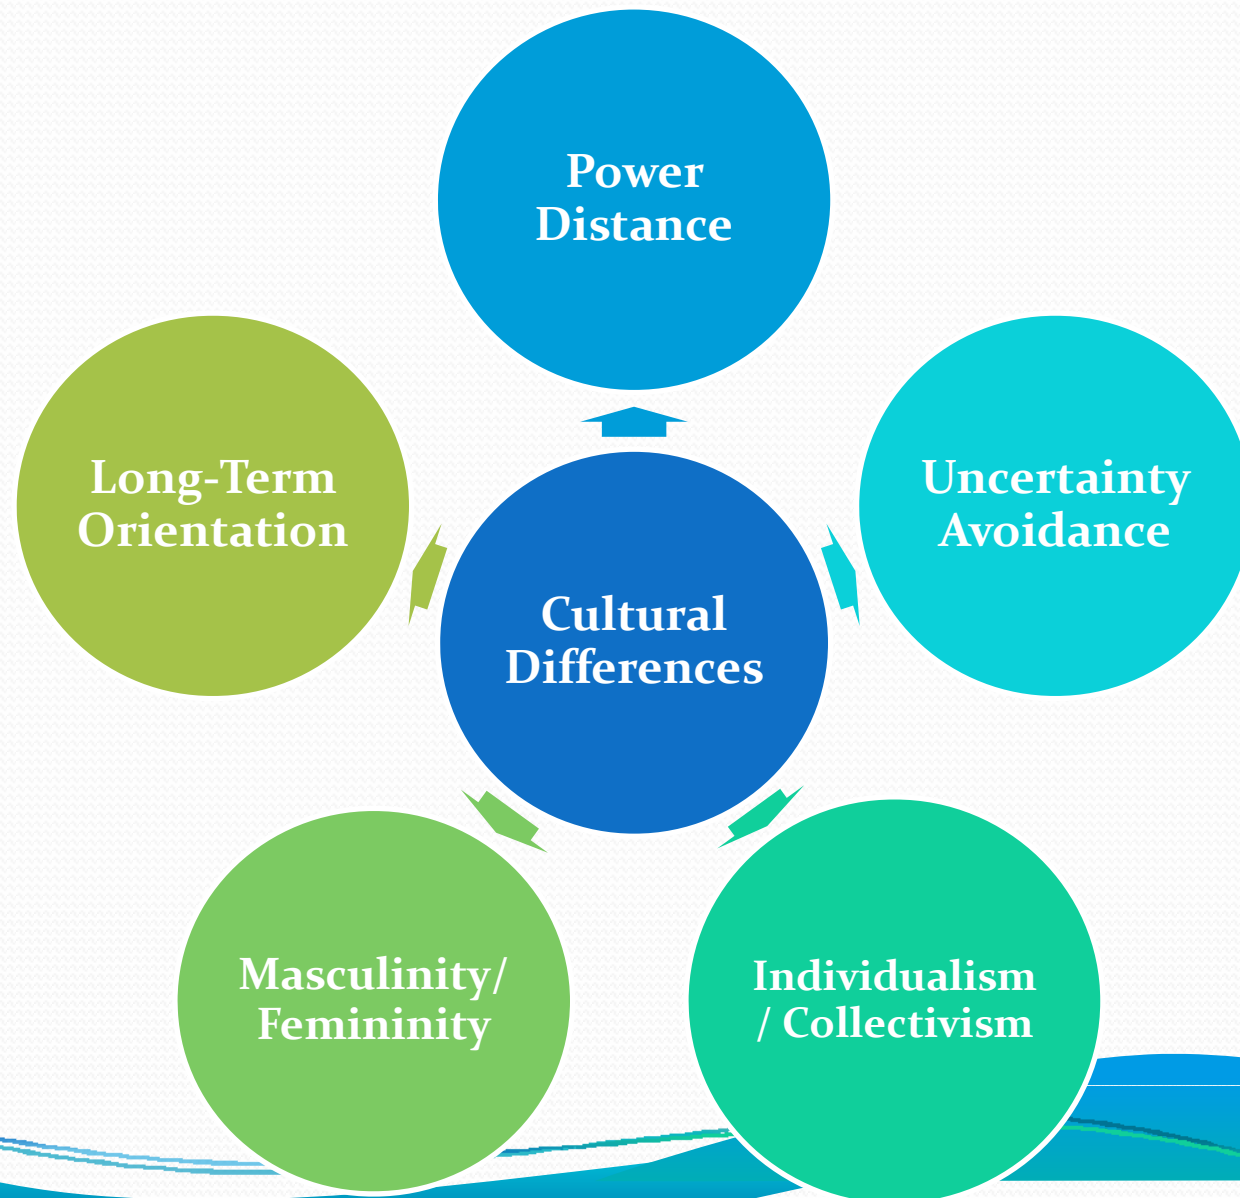 Power
Distance
Long-Term
Orientation
Uncertainty
Avoidance
Cultural
Differences
Masculinity/
Femininity
Individualism
/ Collectivism